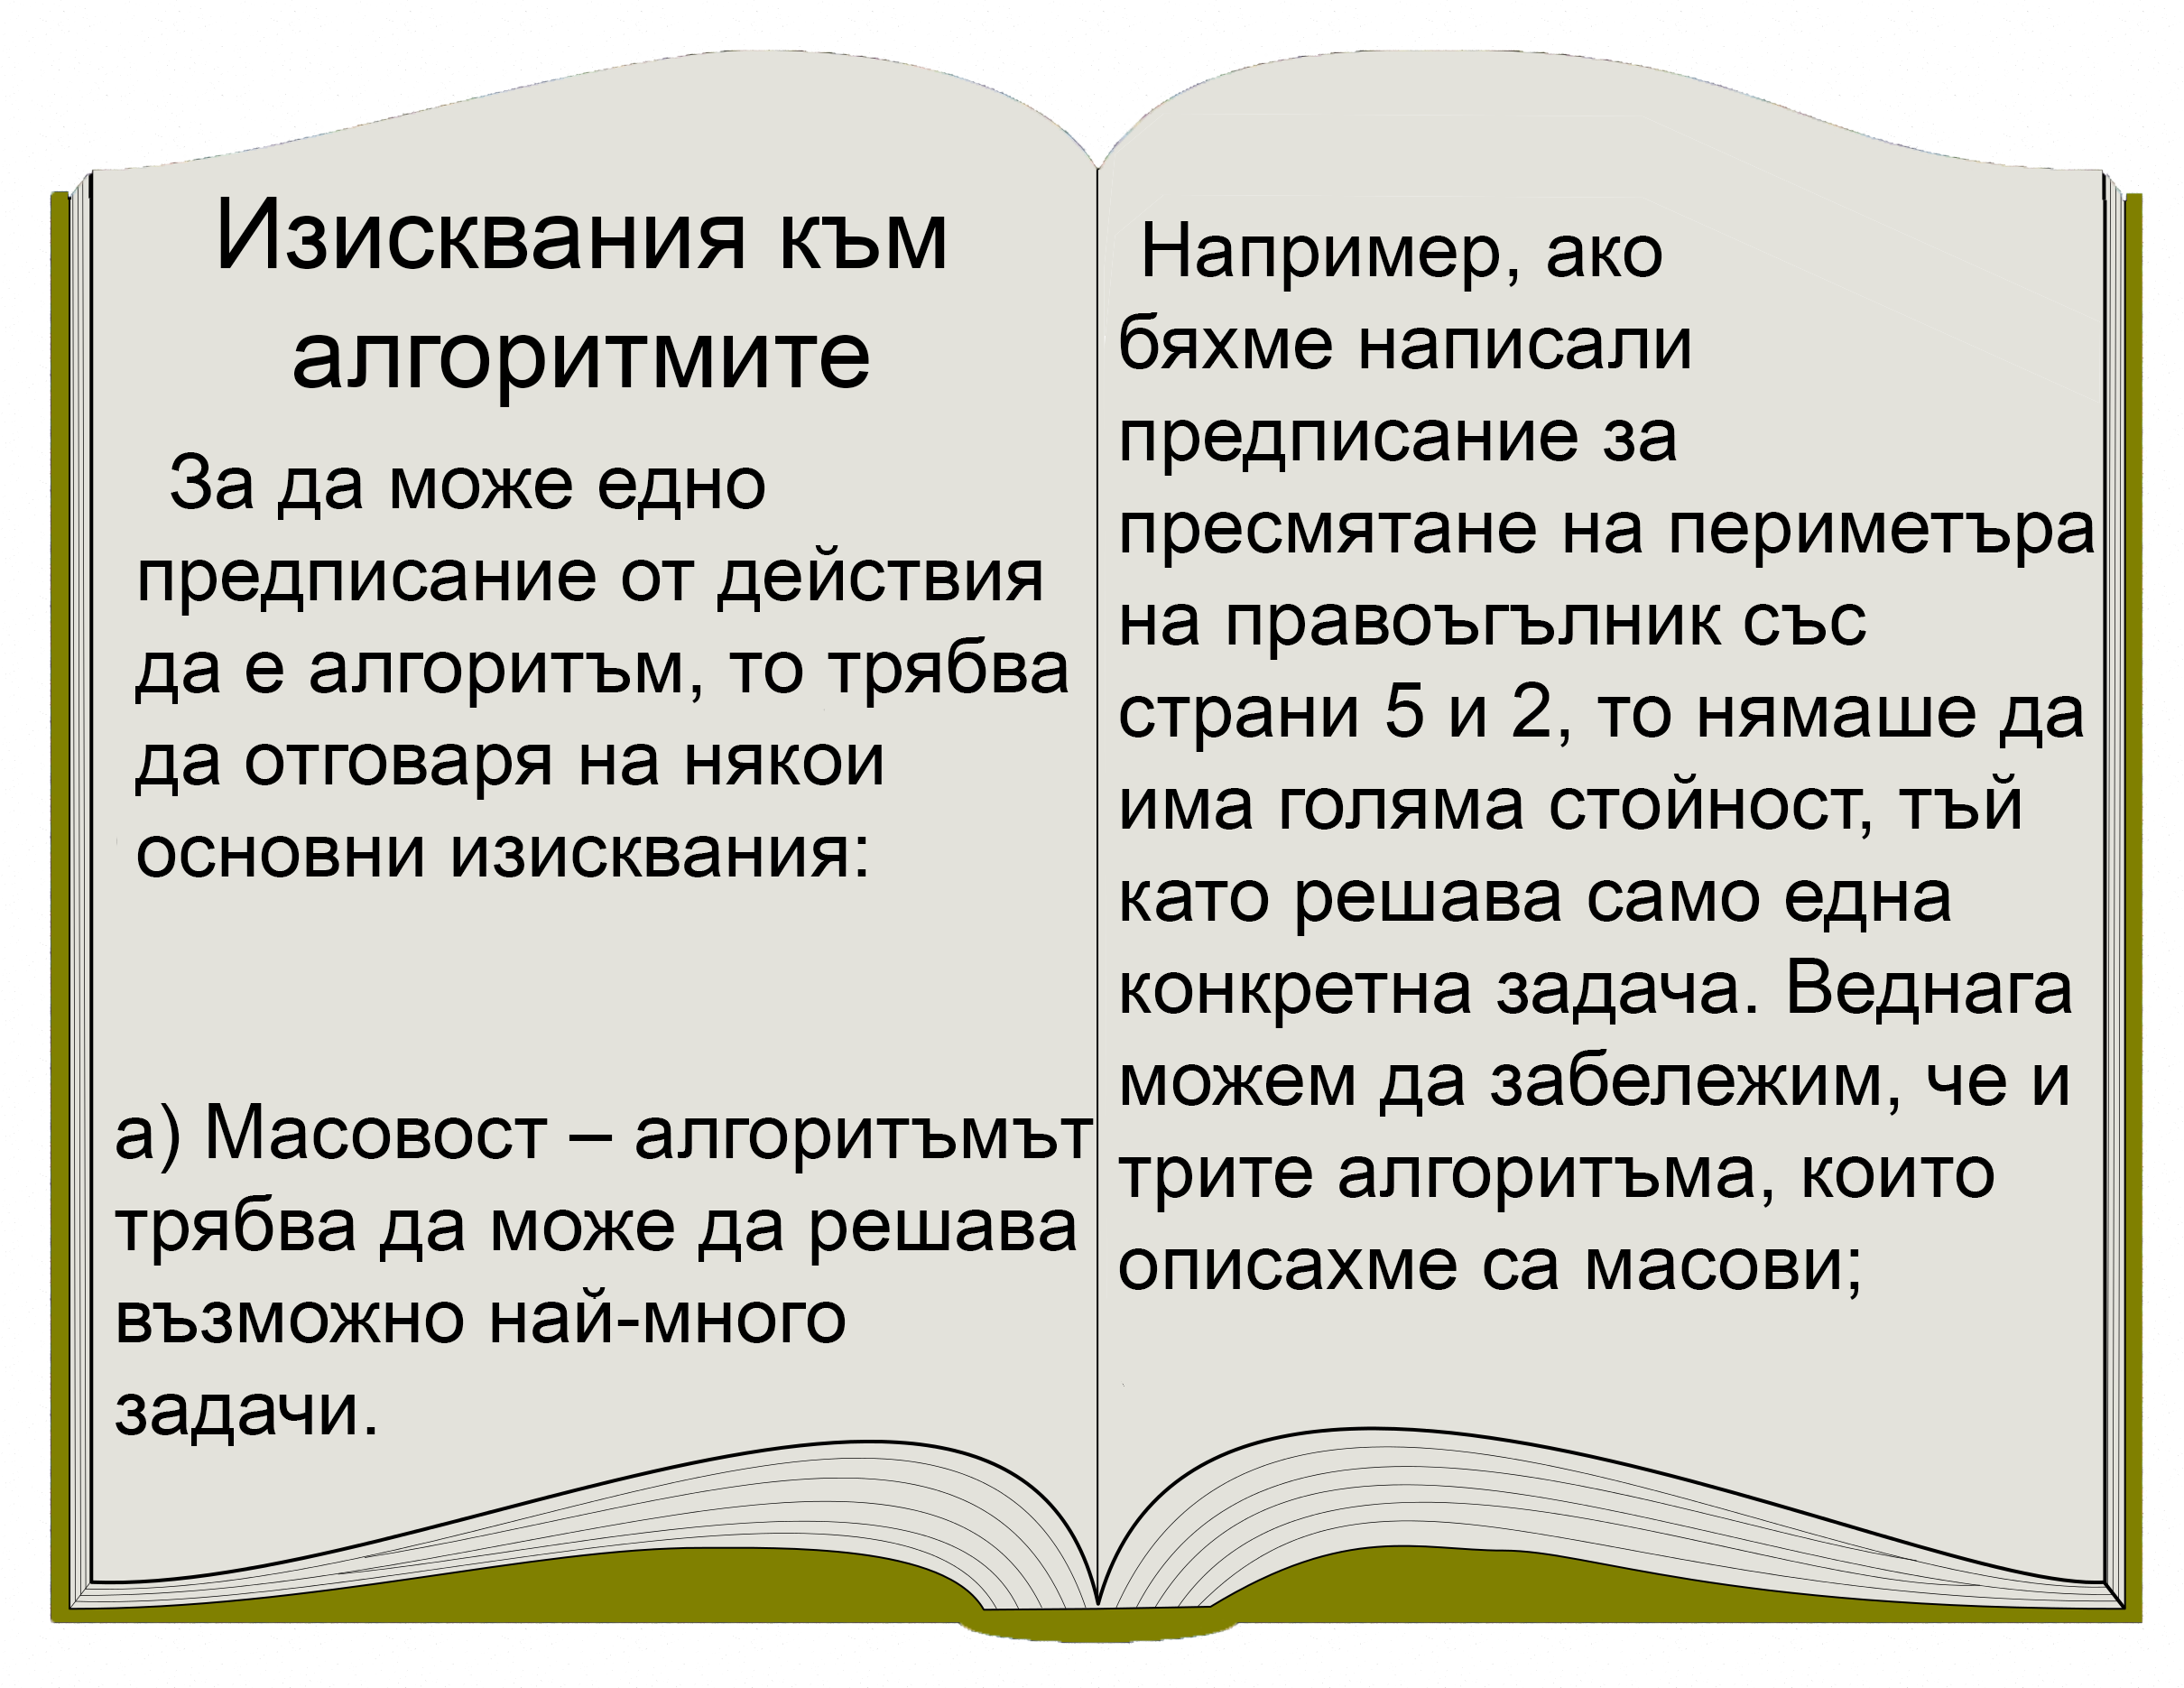 Изисквания към
алгоритмите
За да може едно
предписание от действия
да е алгоритъм, то трябва
да отговаря на някои
основни изисквания:
а) Масовост – алгоритъмът
трябва да може да решава
възможно най-много
задачи.
Например, ако
бяхме написали
предписание за
пресмятане на периметъра
на правоъгълник със
страни 5 и 2, то нямаше да
има голяма стойност, тъй
като решава само една
конкретна задача. Веднага
можем да забележим, че и
трите алгоритъма, които
описахме са масови;